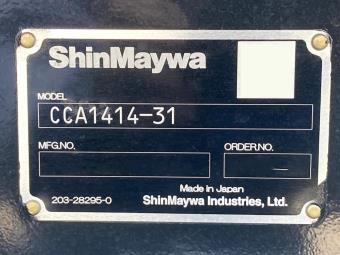 ShinMaywa
MODEL
CCA1414-31
MFG.NO.
ORDER.NO.
—
Made in Japan
203-28295-0
ShinMaywa Industries, Ltd.